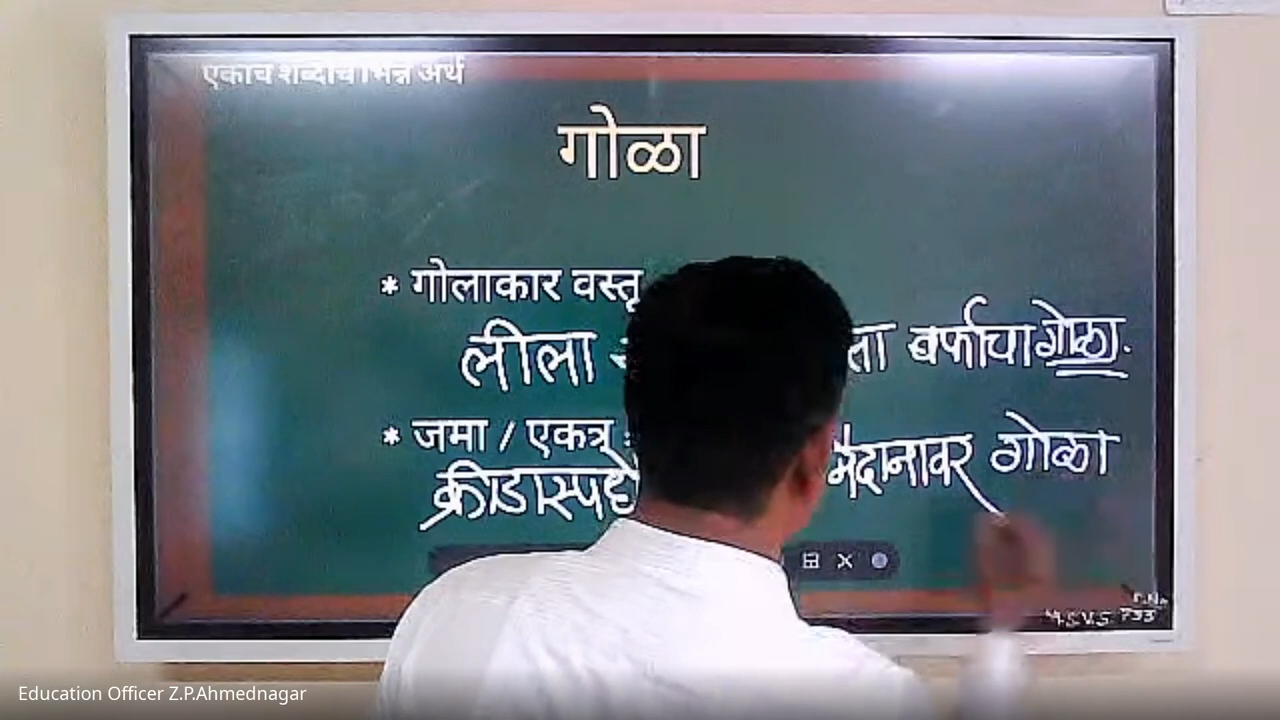 एकाच शब्दाचे भिन्न अर्थ
गोळा
* गोलाकार वस्तू
लीला
बर्फाचा गोळा.
* जमा / एकत्र
क्रीडास्पर्धे
मैदानावर गोळा
Education Officer Z.P.Ahmednagar